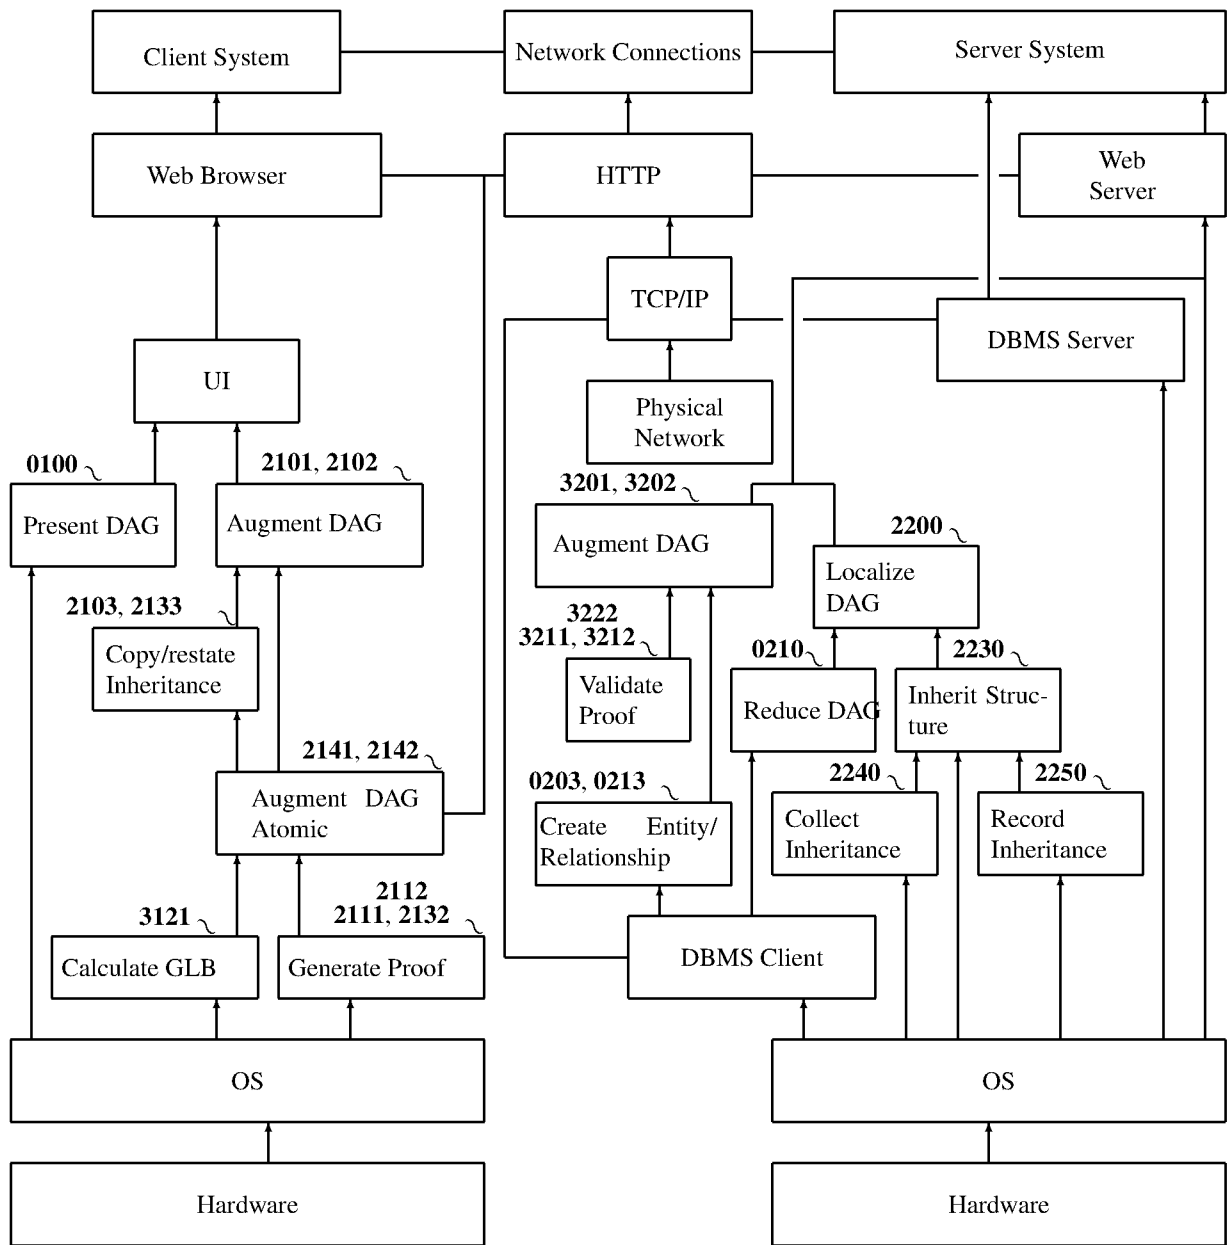 Client System
Network Connections
Server System
Web Browser
HTTP
Web
Server
TCP/IP
DBMS Server
UI
Physical
Network
0100
2101, 2102
3201, 3202
Present DAG
Augment DAG
Augment DAG
2200
Localize
DAG
2103, 2133
3222
3211, 3212
0210
2230
Copy/restate
Inheritance
Validate
Proof
Reduce DAG
Inherit Struc-
ture
2141, 2142
0203, 0213
2240
2250
Augment DAG
Atomic
Create Entity/
Relationship
Collect
Inheritance
Record
Inheritance
3121
2112
2111, 2132
Calculate GLB
Generate Proof
DBMS Client
OS
OS
Hardware
Hardware